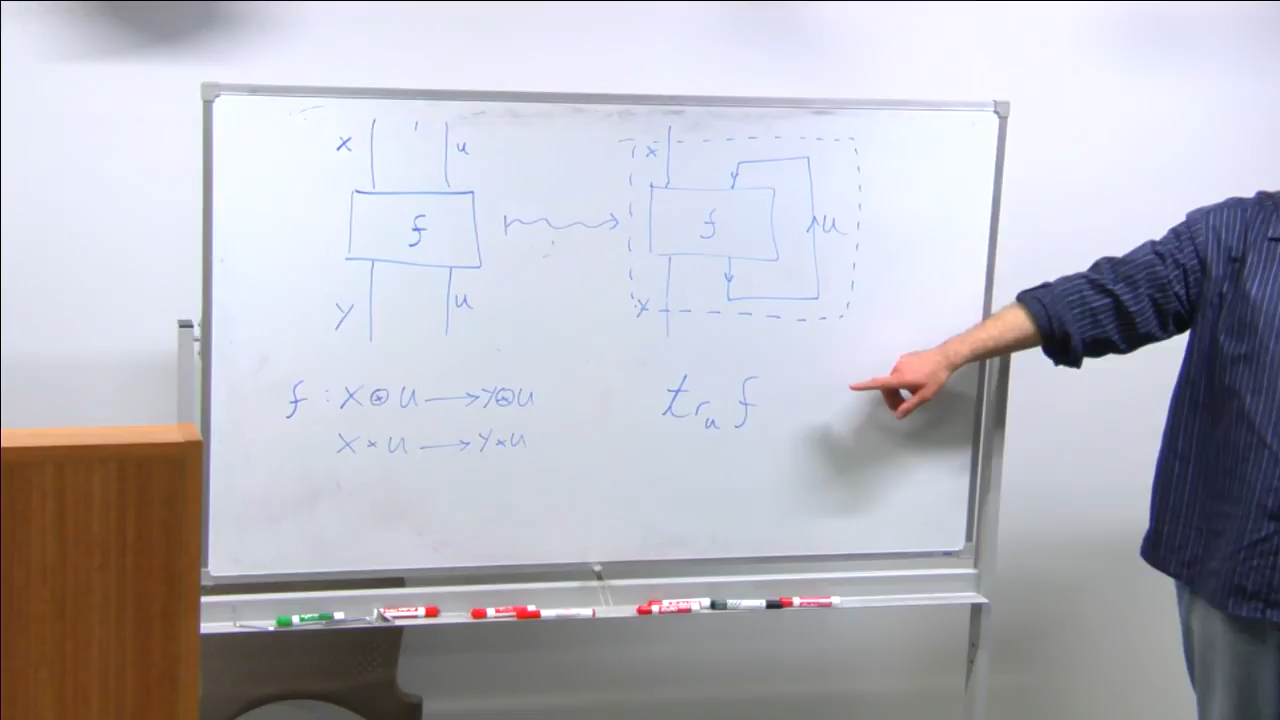 x u
f
y u
x
f u
y
f : X ⊗ U → Y ⊗ U
X × U → Y × U
tr_u f